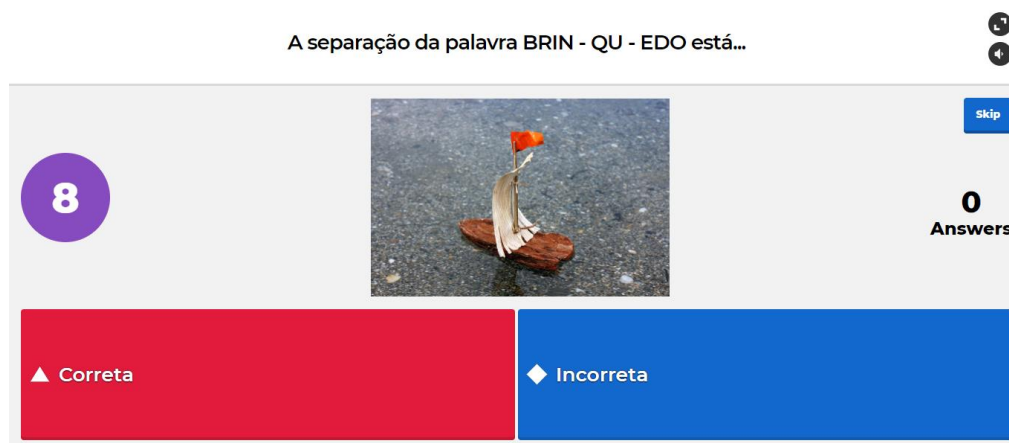 A separação da palavra BRIN - QU - EDO está...
Skip
8
0
Answers
Correta
Incorreta